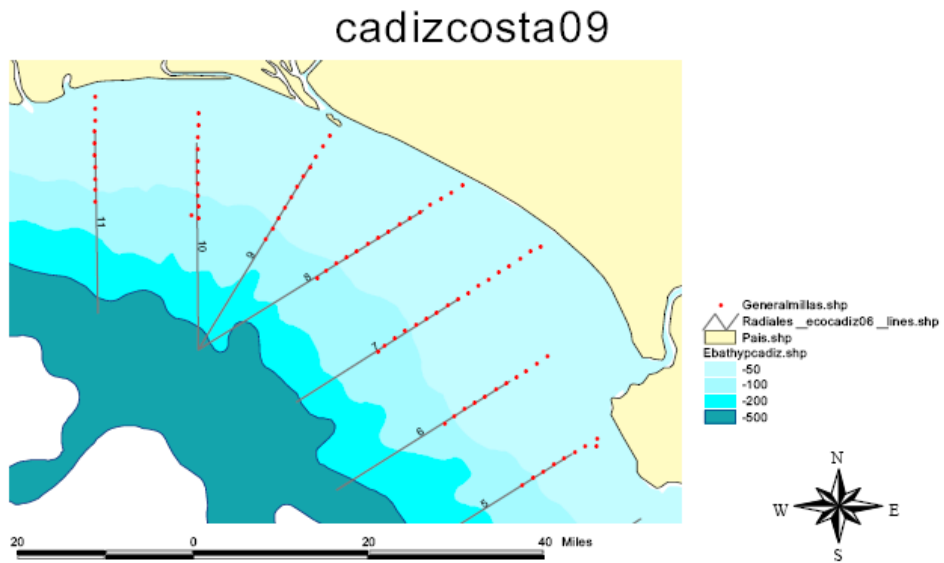 cadizcosta09
11
10
9
8
7
6
5
Generalmillas.shp
Radiales _ecocadiz06 _lines.shp
Pais.shp
Ebathypcadiz.shp
-50
-100
-200
-500
N
W E
S
20 0 20 40 Miles